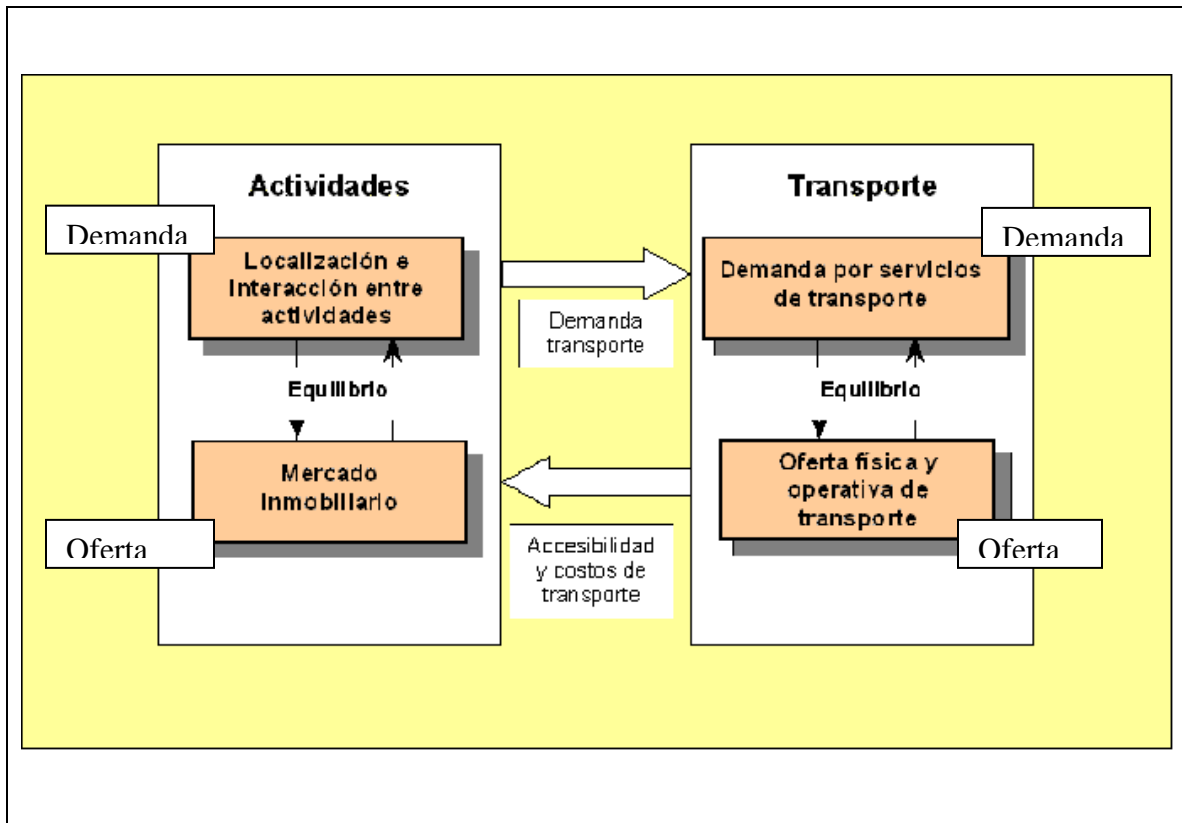 Actividades
Demanda
Localización e
Interacción entre
actividades
Equilibrio
Mercado
Inmobiliario
Oferta
Demanda
transporte
Accesibilidad
y costos de
transporte
Transporte
Demanda
Demanda por servicios
de transporte
Equilibrio
Oferta física y
operativa de
transporte
Oferta